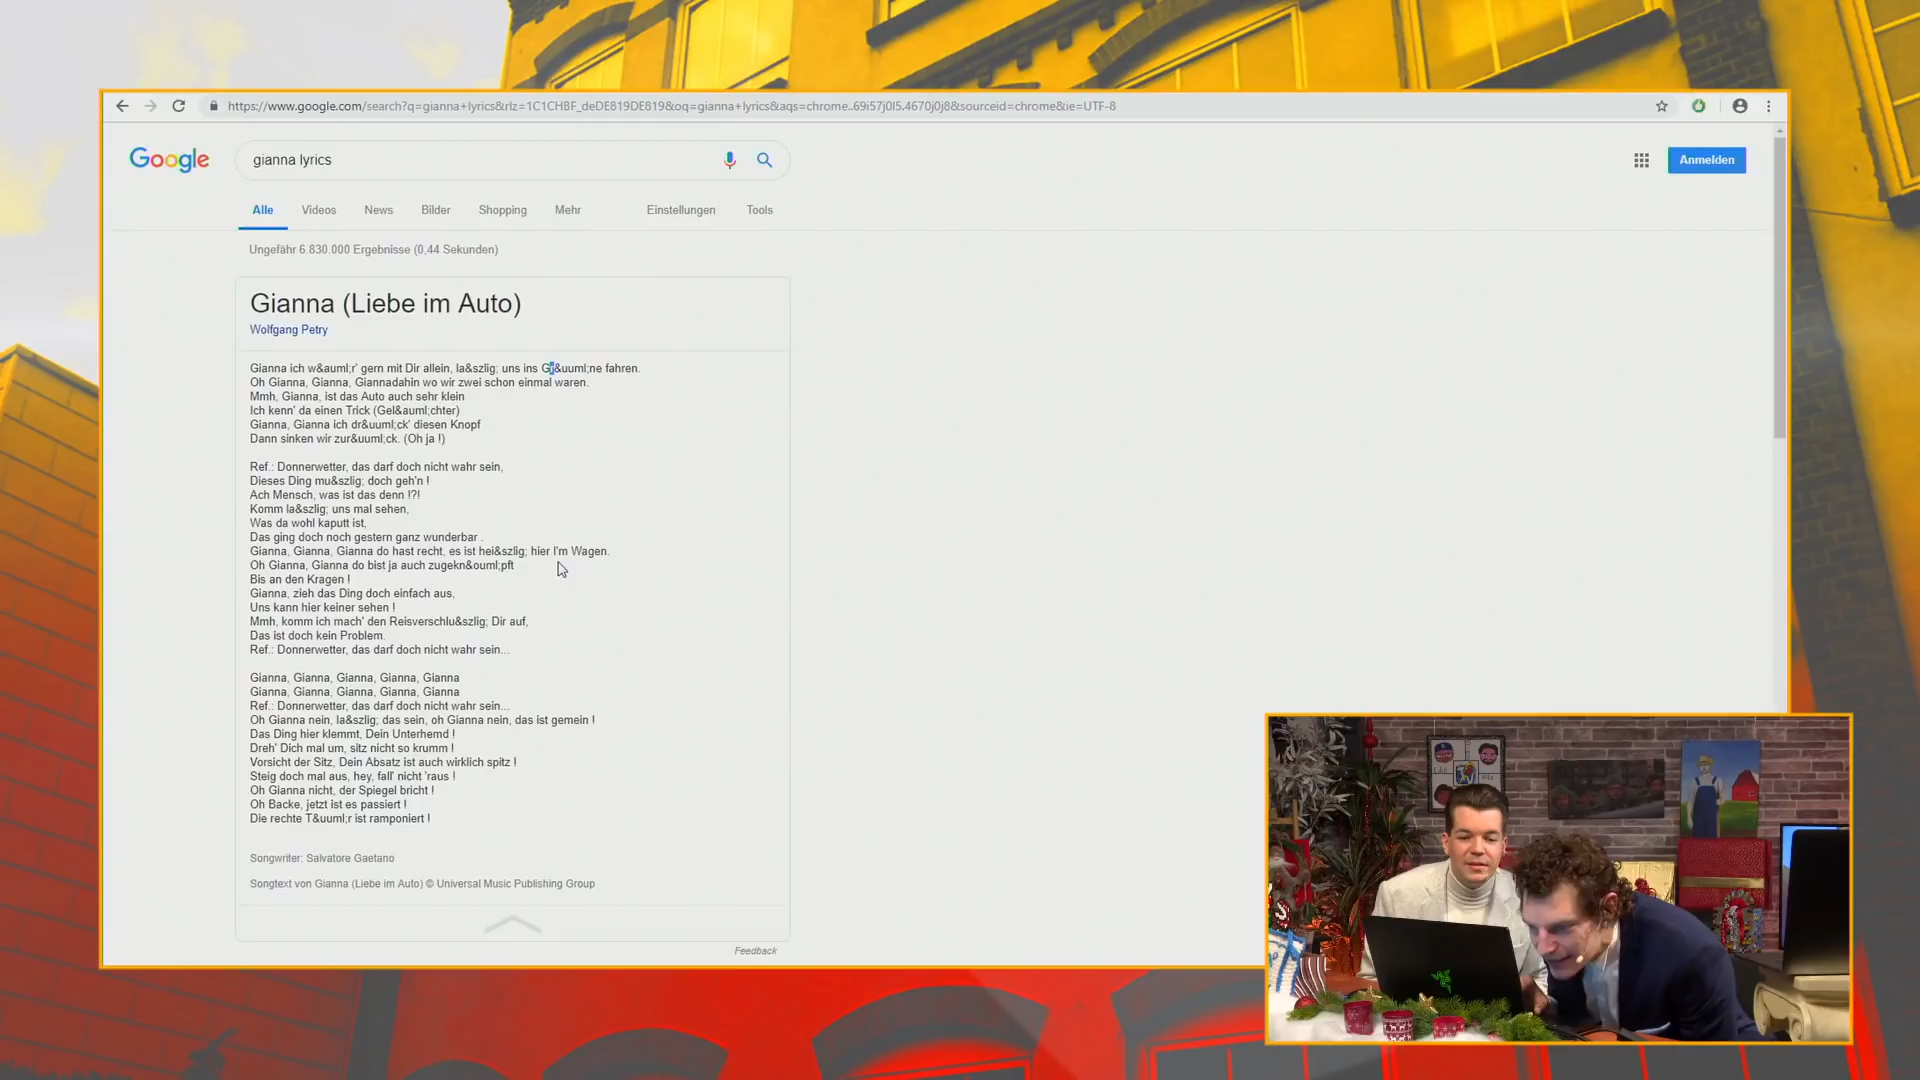 https://www.google.com/search?q=gianna+lyrics&rlz=1C1CHBF_deDE819DE819&oq=gianna+lyrics&aqs=chrome..69i57j0l5.4670j0j8&sourceid=chrome&ie=UTF-8
Google
gianna lyrics
Anmelden
Alle Videos News Bilder Shopping Mehr Einstellungen Tools
Ungefähr 6.830.000 Ergebnisse (0,44 Sekunden)
Gianna (Liebe im Auto)
Wolfgang Petry
Gianna ich w&auml;r' gern mit Dir allein, la&szlig; uns ins Gr&uuml;ne fahren.
Oh Gianna, Gianna, Giannadahin wo wir zwei schon einmal waren.
Mmh, Gianna, ist das Auto auch sehr klein
Ich kenn' da einen Trick (Gel&auml;chter)
Gianna, Gianna ich dr&uuml;ck' diesen Knopf
Dann sinken wir zur&uuml;ck. (Oh ja !)
Ref.: Donnerwetter, das darf doch nicht wahr sein,
Dieses Ding mu&szlig; doch geh'n !
Ach Mensch, was ist das denn !?!
Komm la&szlig; uns mal sehen,
Was da wohl kaputt ist,
Das ging doch noch gestern ganz wunderbar .
Gianna, Gianna, Gianna do hast recht, es ist hei&szlig; hier I'm Wagen.
Oh Gianna, Gianna do bist ja auch zugekn&ouml;pft
Bis an den Kragen !
Gianna, zieh das Ding doch einfach aus,
Uns kann hier keiner sehen !
Mmh, komm ich mach' den Reisverschlu&szlig; Dir auf,
Das ist doch kein Problem.
Ref.: Donnerwetter, das darf doch nicht wahr sein...
Gianna, Gianna, Gianna, Gianna, Gianna
Gianna, Gianna, Gianna, Gianna, Gianna
Ref.: Donnerwetter, das darf doch nicht wahr sein...
Oh Gianna nein, la&szlig; das sein, oh Gianna nein, das ist gemein !
Das Ding hier klemmt, Dein Unterhemd !
Dreh' Dich mal um, sitz nicht so krumm !
Vorsicht der Sitz, Dein Absatz ist auch wirklich spitz !
Steig doch mal aus, hey, fall' nicht 'raus !
Oh Gianna nicht, der Spiegel bricht !
Oh Backe, jetzt ist es passiert !
Die rechte T&uuml;r ist ramponiert !
Songwriter: Salvatore Gaetano
Songtext von Gianna (Liebe im Auto) © Universal Music Publishing Group
Feedback